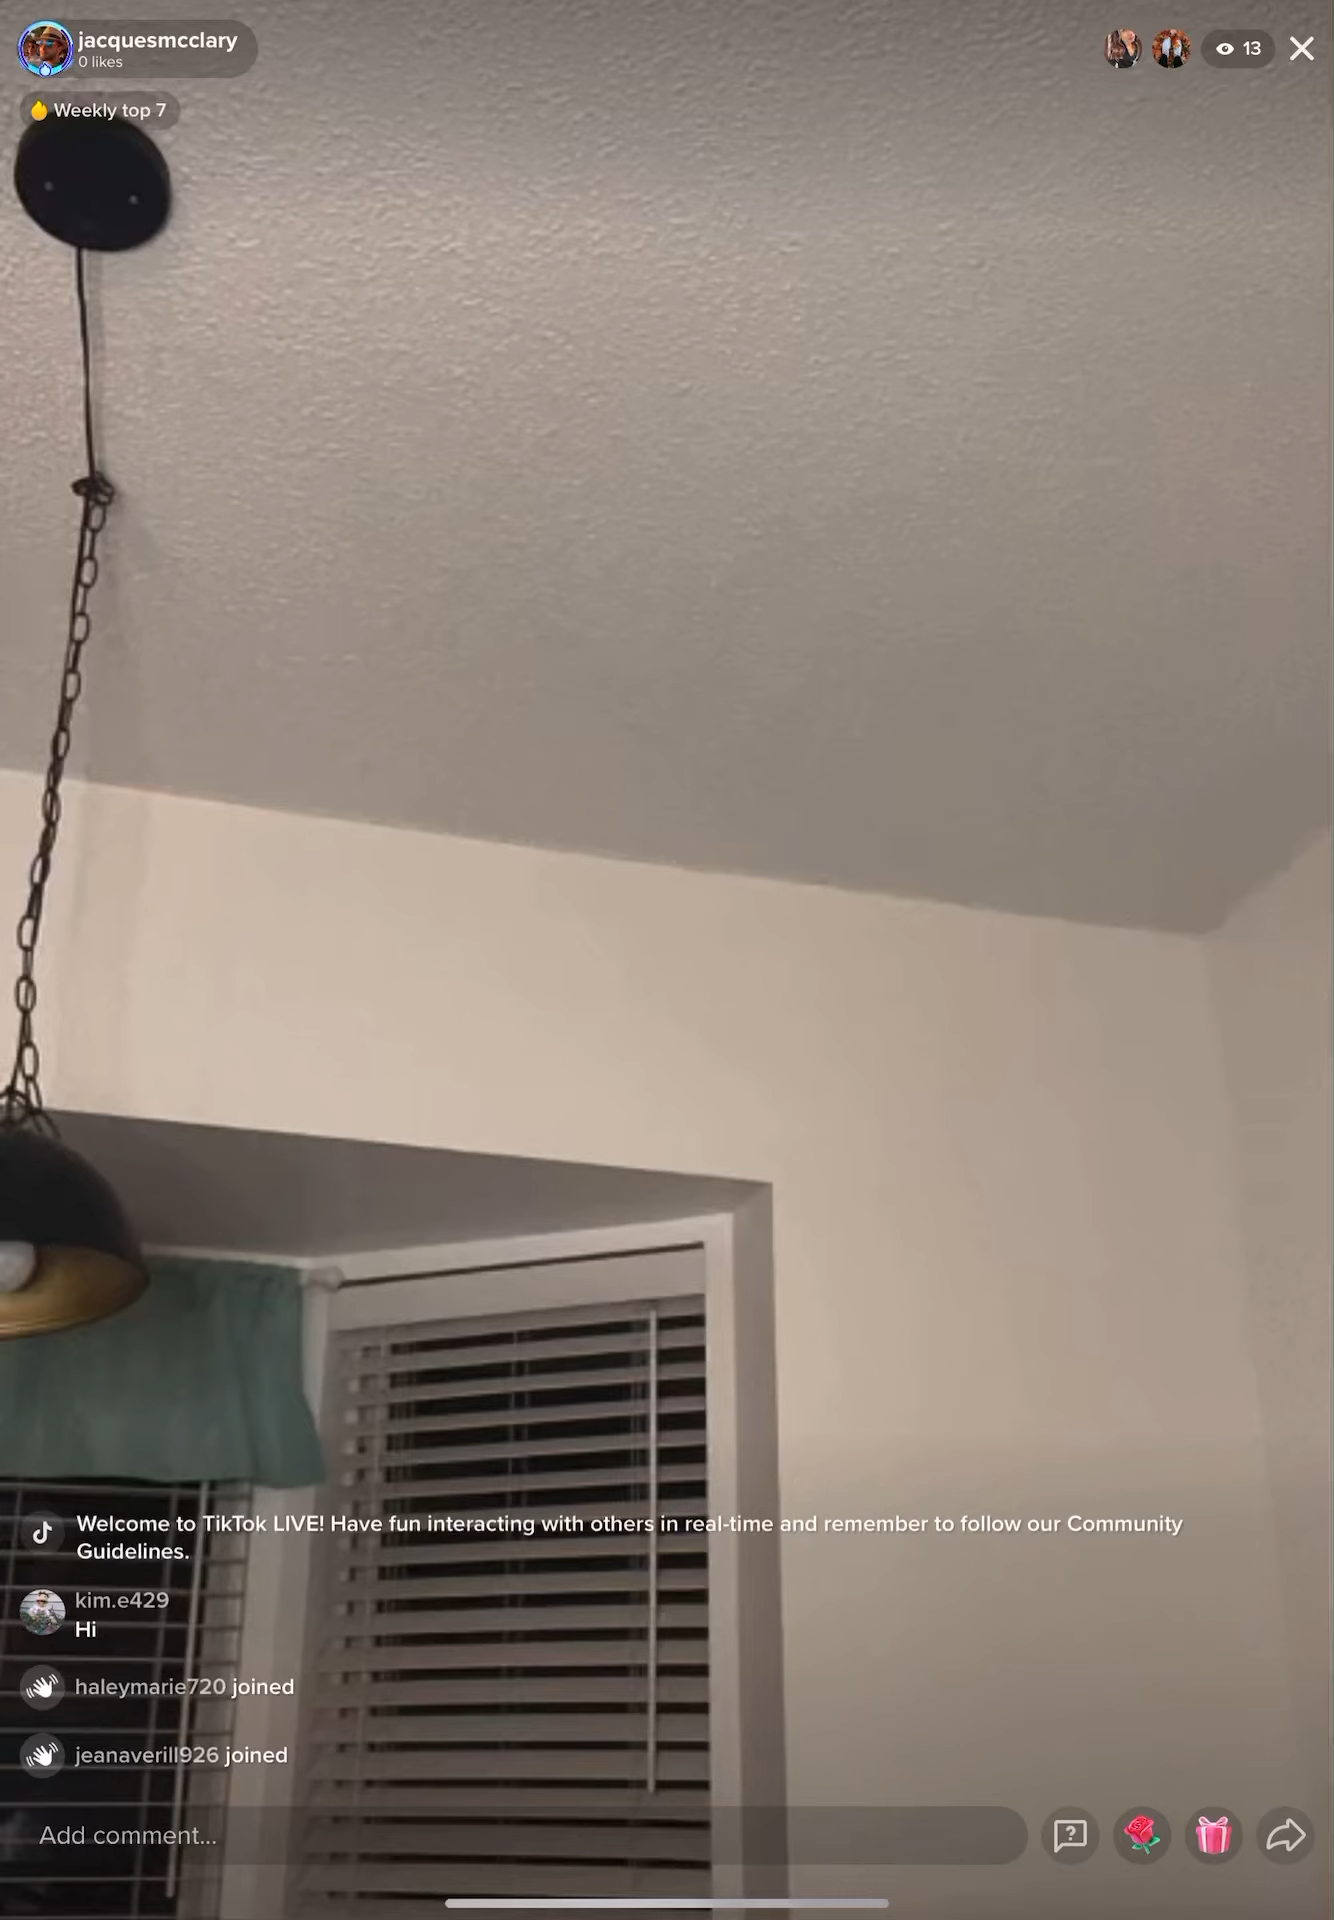 jacquesmcclary
0 likes
13
Weekly top 7
Welcome to TikTok LIVE! Have fun interacting with others in real-time and remember to follow our Community
Guidelines.
kim.e429
Hi
haleymarie720 joined
jeanaverill926 joined
Add comment...